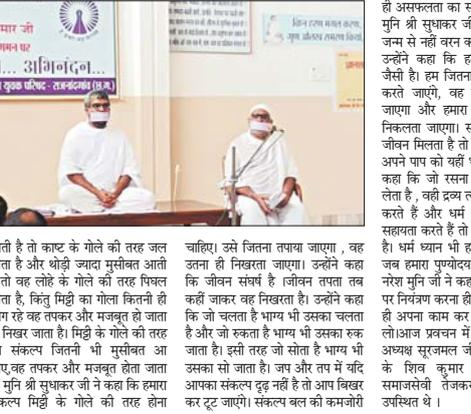 मार जी
गमन पर
... अभिनंदन...
युवक परिषद - राजनांदगाँव (छ.ग.)
विघ्न हरण मंगल करण,
ती है तो काष्ट के गोले की तरह जल
ता है और थोड़ी ज्यादा मुसीबत आती
तो वह लोहे के गोले की तरह पिघल
ता है, किंतु मिट्टी का गोला कितनी ही
ग रहे वह तपकर और मजबूत हो जाता
निखर जाता है। मिट्टी के गोले की तरह
संकल्प जितनी भी मुसीबत आ
ए,वह तपकर और मजबूत होता जाता
मुनि श्री सुधाकर जी ने कहा कि हमारा
कल्प मिट्टी के गोले की तरह होना
चाहिए। उसे जितना तपाया जाएगा , वह
उतना ही निखरता जाएगा। उन्होंने कहा
कि जीवन संघर्ष है ।जीवन तपता तब
कहीं जाकर वह निखरता है। उन्होंने कहा
कि जो चलता है भाग्य भी उसका चलता
है और जो रुकता है भाग्य भी उसका रुक
जाता है। इसी तरह जो सोता है भाग्य भी
उसका सो जाता है। जप और तप में यदि
आपका संकल्प दृढ़ नहीं है तो आप बिखर
कर टूट जाएंगे। संकल्प बल की कमजोरी
ही असफलता का स
मुनि श्री सुधाकर जी
जन्म से नहीं वरन क
उन्होंने कहा कि ह
जैसी है। हम जितना
करते जाएंगे, वह
जाएगा और हमारा
निकलता जाएगा। स
जीवन मिलता है तो
अपने पाप को यहीं
कहा कि जो रसना
लेता है , वही द्रव्य त
करते हैं और धर्म
सहायता करते हैं तो
है। धर्म ध्यान भी ह
जब हमारा पुण्योदय
नरेश मुनि जी ने कह
पर नियंत्रण करना ही
ही अपना काम कर
लो।आज प्रवचन में
अध्यक्ष सूरजमल जी
के शिव कुमार
समाजसेवी तेजकर
उपस्थित थे ।